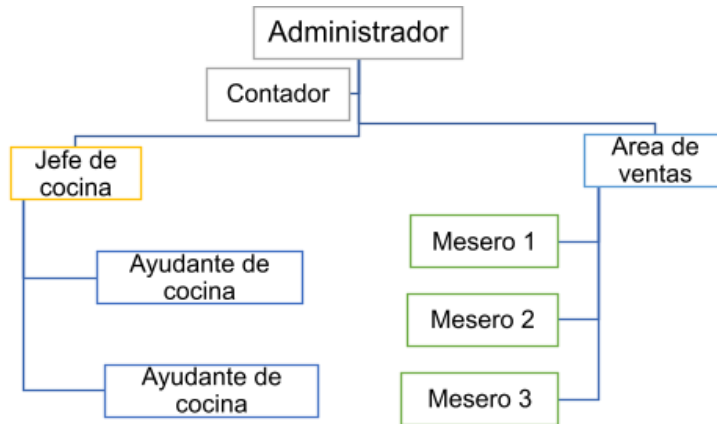 Administrador
Contador
Jefe de
cocina
Area de
ventas
Ayudante de
cocina
Ayudante de
cocina
Mesero 1
Mesero 2
Mesero 3